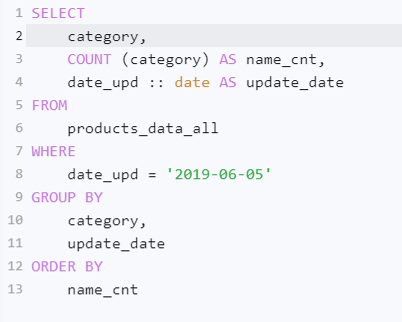 1 SELECT
2 category,
3 COUNT (category) AS name_cnt,
4 date_upd :: date AS update_date
5 FROM
6 products_data_all
7 WHERE
8 date_upd = '2019-06-05'
9 GROUP BY
10 category,
11 update_date
12 ORDER BY
13 name_cnt